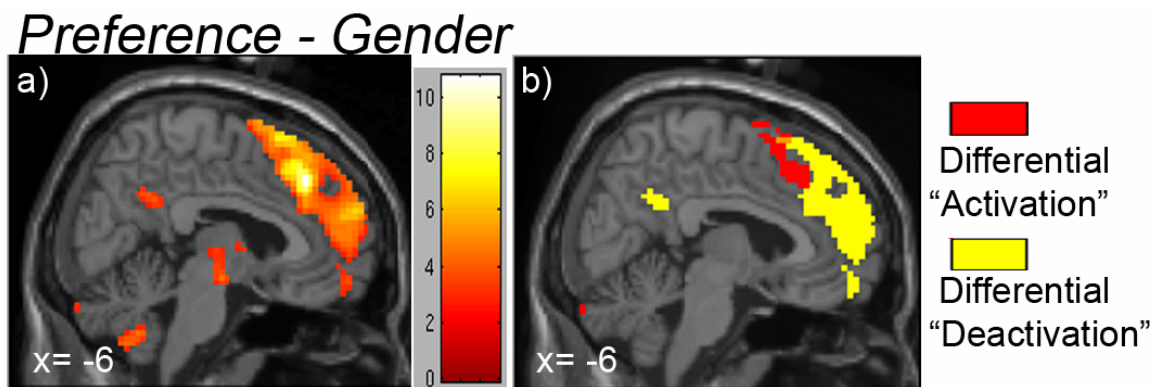 Preference - Gender
a)
10
8
6
4
2
0
x= -6
b)
x= -6
Differential
“Activation”
Differential
“Deactivation”